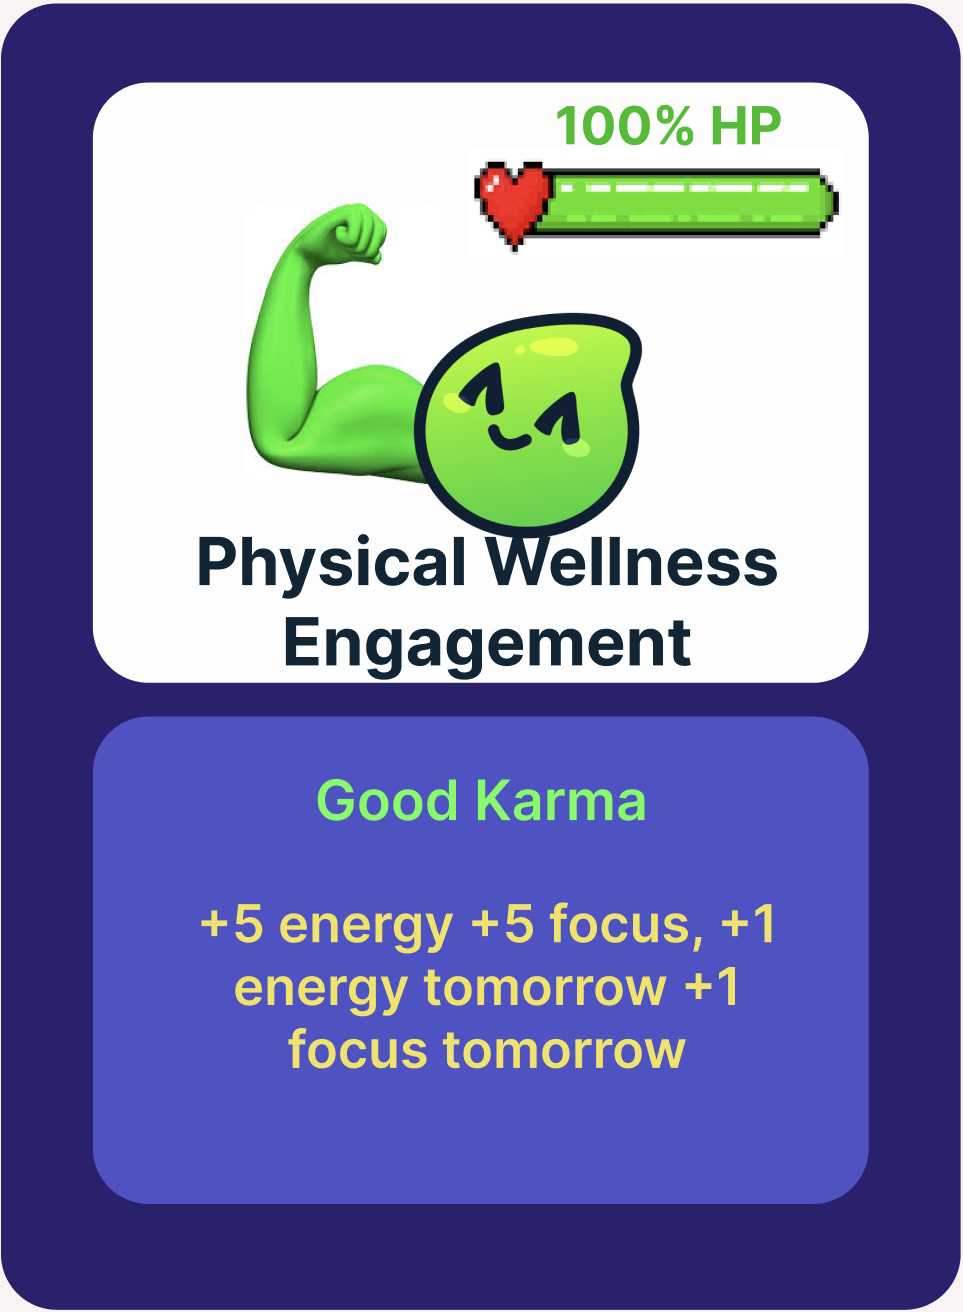 100% HP
Physical Wellness
Engagement
Good Karma
+5 energy +5 focus, +1
energy tomorrow +1
focus tomorrow